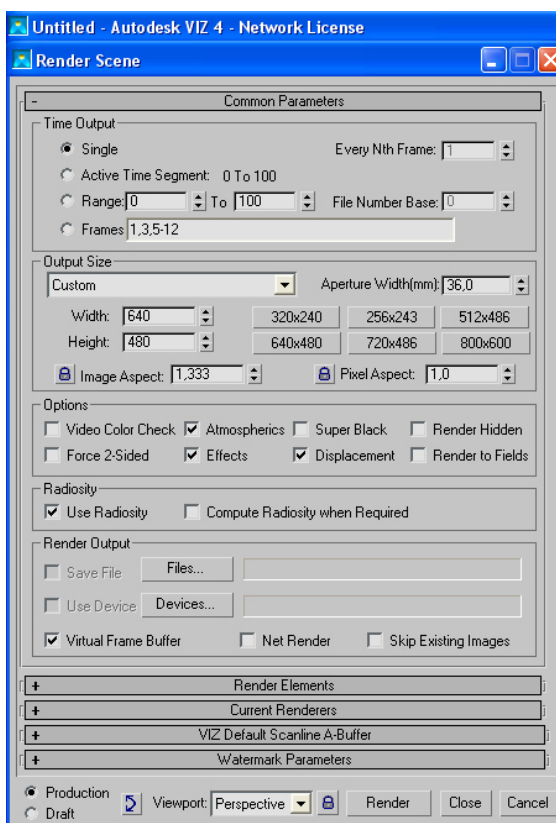 Untitled - Autodesk VIZ 4 - Network License
Render Scene
- Common Parameters
Time Output
Single Every Nth Frame: 1
Active Time Segment: 0 To 100
Range: 0 To 100 File Number Base: 0
Frames 1,3,5-12
Output Size
Custom Aperture Width(mm): 36,0
Width: 640 320x240 256x243 512x486
Height: 480 640x480 720x486 800x600
Image Aspect: 1,333 Pixel Aspect: 1,0
Options
Video Color Check Atmospherics Super Black Render Hidden
Force 2-Sided Effects Displacement Render to Fields
Radiosity
Use Radiosity Compute Radiosity when Required
Render Output
Save File Files...
Use Device Devices...
Virtual Frame Buffer Net Render Skip Existing Images
+ Render Elements
+ Current Renderers
+ VIZ Default Scanline A-Buffer
+ Watermark Parameters
Production
Draft
Viewport: Perspective Render Close Cancel